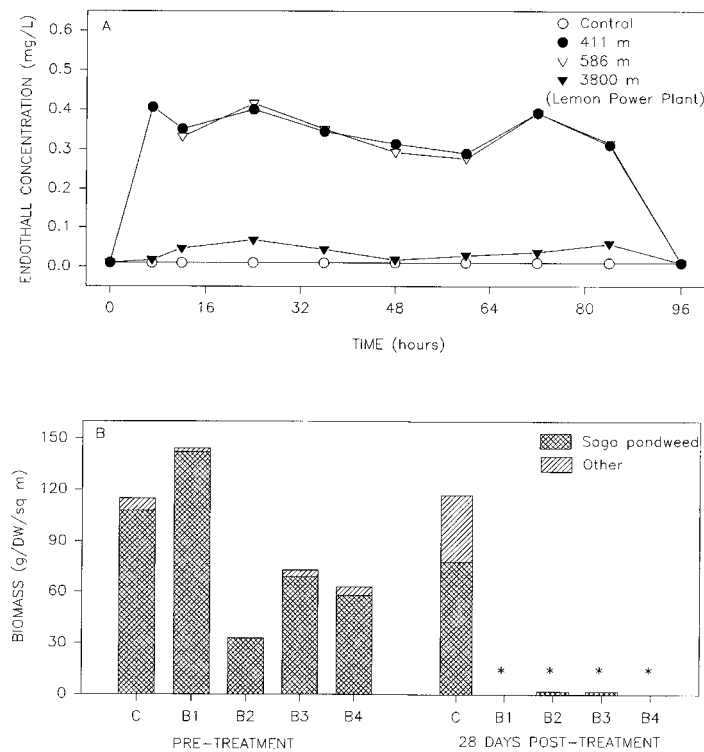 A
ENDOTHALL CONCENTRATION (mg/L)
0.6
0.5
0.4
0.3
0.2
0.1
0.0
Control
411 m
586 m
3800 m
(Lemon Power Plant)
0 16 32 48 64 80 96
TIME (hours)
B
BIOMASS (g/DW/sq m)
150
120
90
60
30
0
Sago pondweed
Other
* * * *
C B1 B2 B3 B4 C B1 B2 B3 B4
PRE-TREATMENT 28 DAYS POST-TREATMENT